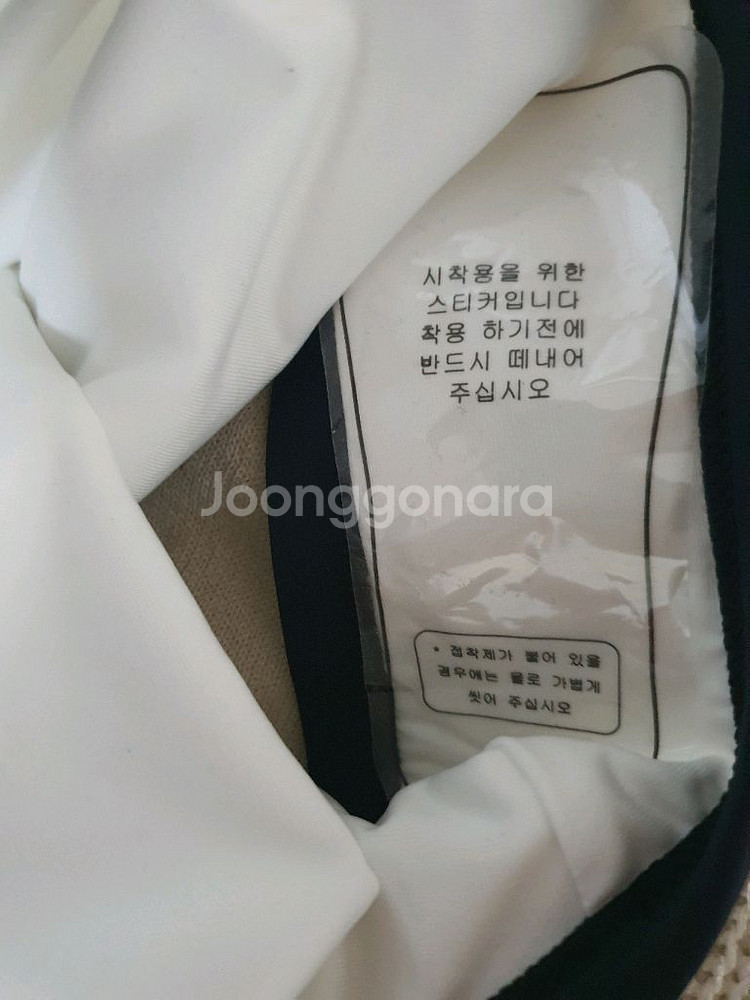 시착용을 위한
스티커입니다
착용 하기전에
반드시 떼내어
주십시오
Joonggonara
* 접착제가 붙어 있을
경우에는 물로 가볍게
씻어 주십시오